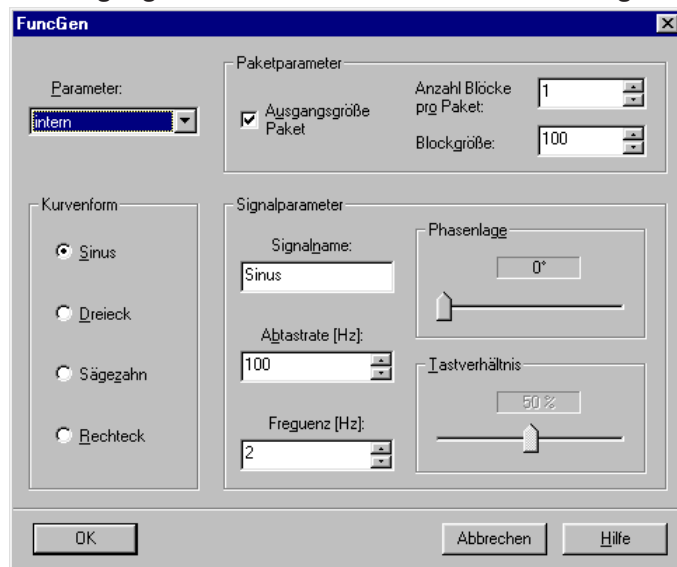 FuncGen
Parameter:
intern
Paketparameter
Ausgangsgröße
Paket
Anzahl Blöcke
pro Paket:
1
Blockgröße:
100
Kurvenform
Sinus
Dreieck
Sägezahn
Rechteck
Signalparameter
Signalname:
Sinus
Abtastrate [Hz]:
100
Frequenz [Hz]:
2
Phasenlage
0°
Tastverhältnis
50 %
OK
Abbrechen
Hilfe